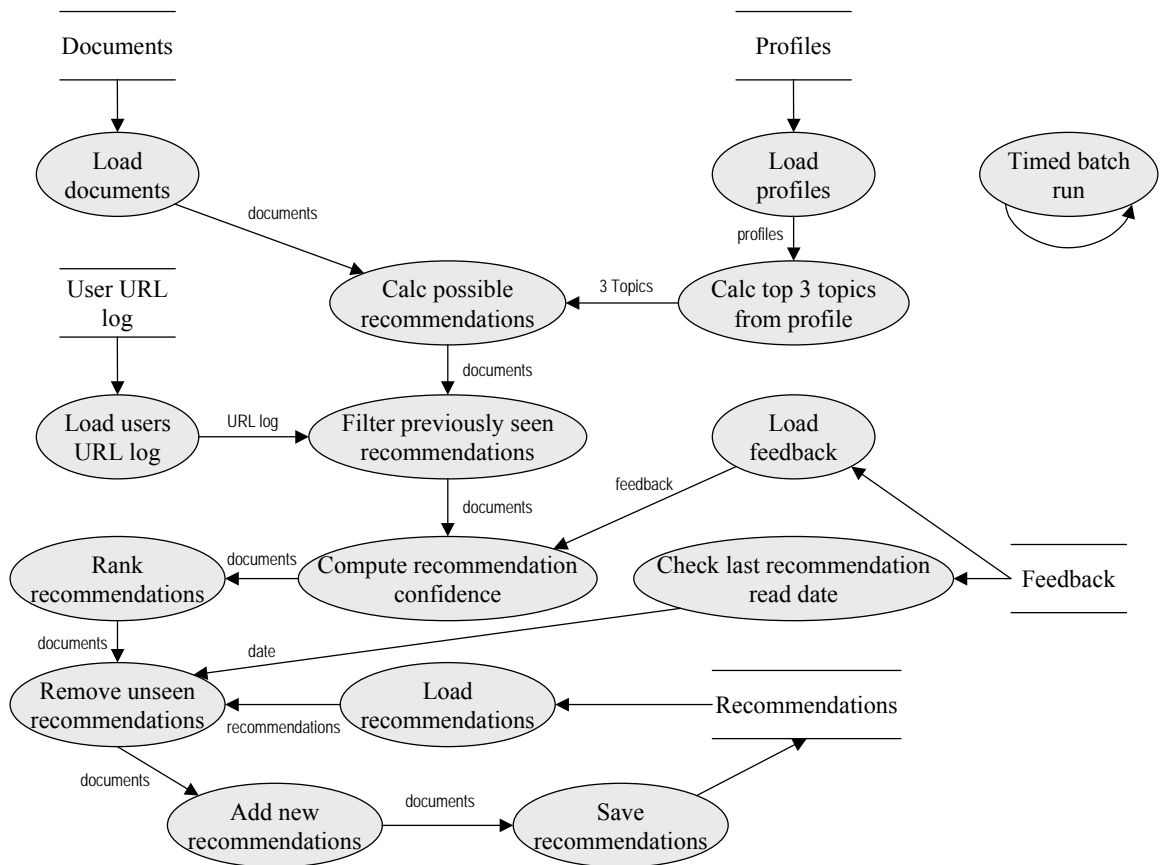 Documents
Profiles
Load
documents
Load
profiles
Timed batch
run
documents
profiles
User URL
log
Calc possible
recommendations
3 Topics
Calc top 3 topics
from profile
documents
Load users
URL log
URL log
Filter previously seen
recommendations
Load
feedback
feedback
documents
Rank
recommendations
documents
Compute recommendation
confidence
Check last recommendation
read date
Feedback
documents
date
Remove unseen
recommendations
recommendations
Load
recommendations
Recommendations
documents
Add new
recommendations
documents
Save
recommendations